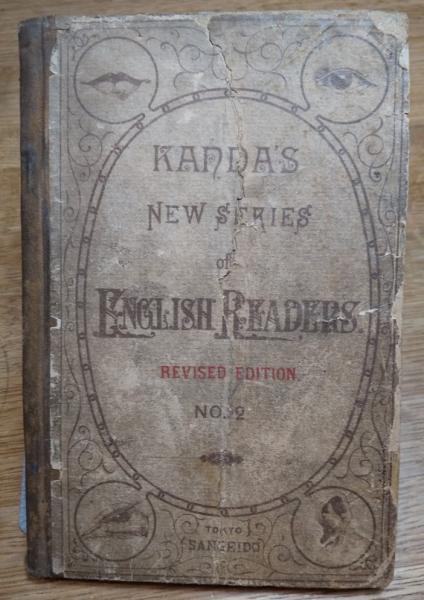 KANDA'S
NEW SERIES
of
ENGLISH READERS.
REVISED EDITION.
NO. 2
TOKYO
SANSEIDO